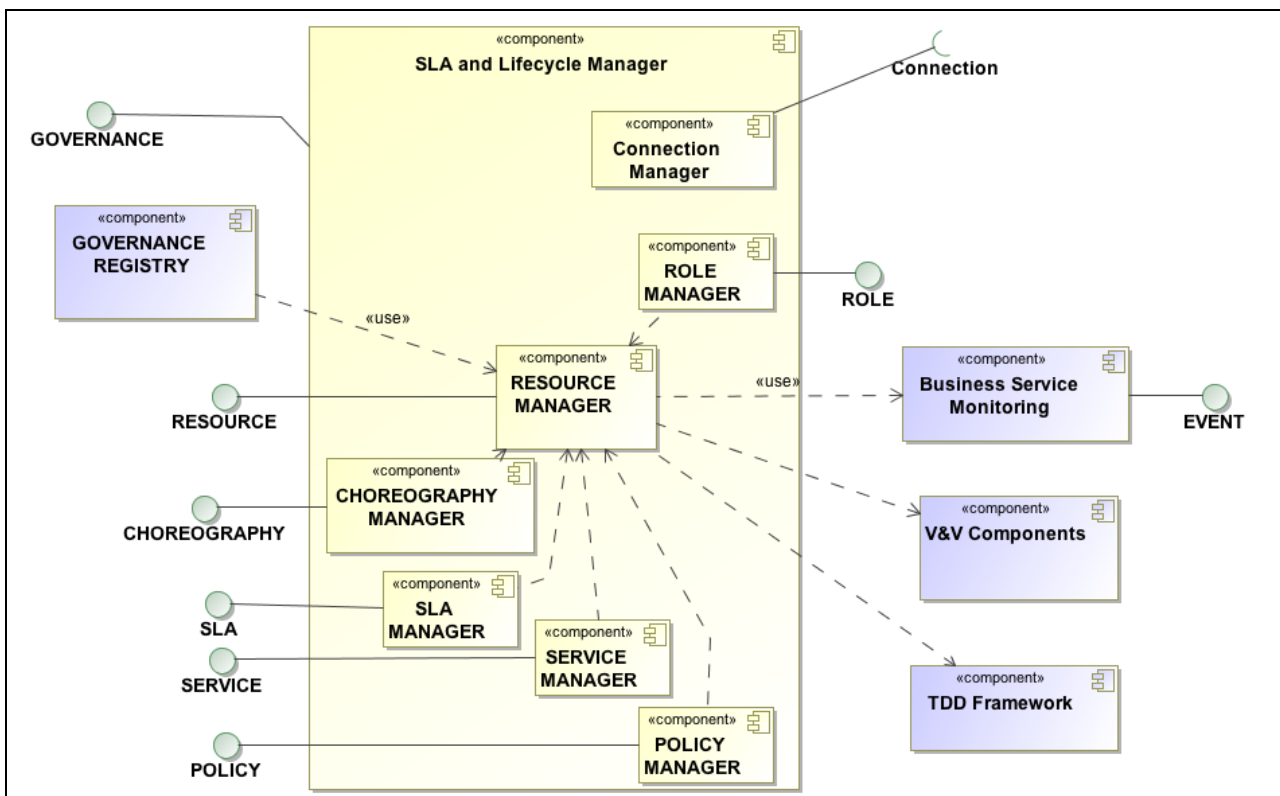 «component»
SLA and Lifecycle Manager
Connection
«component»
Connection
Manager
GOVERNANCE
«component»
GOVERNANCE
REGISTRY
«component»
ROLE
MANAGER
ROLE
«use»
«component»
RESOURCE
MANAGER
RESOURCE
«use»
«component»
Business Service
Monitoring
EVENT
«component»
CHOREOGRAPHY
MANAGER
CHOREOGRAPHY
«component»
V&V Components
«component»
SLA
MANAGER
SLA
«component»
SERVICE
MANAGER
SERVICE
«component»
TDD Framework
«component»
POLICY
MANAGER
POLICY